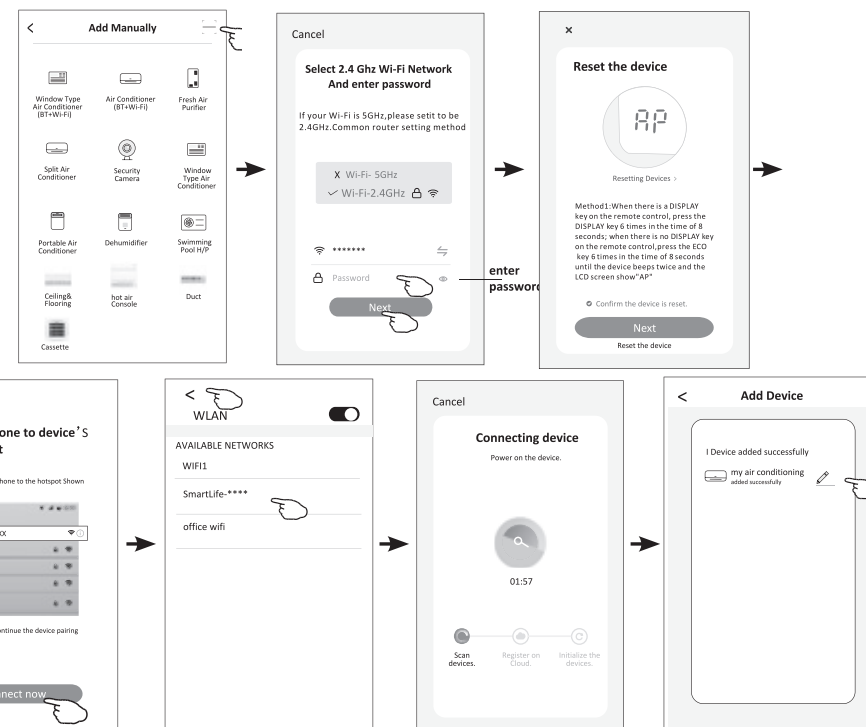 <
Add Manually
Window Type
Air Conditioner
(BT+Wi-Fi)
Air Conditioner
(BT+Wi-Fi)
Fresh Air
Purifier
Split Air
Conditioner
Security
Camera
Window
Type Air
Conditioner
Portable Air
Conditioner
Dehumidifier
Swimming
Pool H/P
Ceiling&
Flooring
hot air
Console
Duct
Cassette
Cancel
Select 2.4 Ghz Wi-Fi Network
And enter password
If your Wi-Fi is 5GHz,please setit to be
2.4GHz.Common router setting method
X Wi-Fi- 5GHz
✓ Wi-Fi-2.4GHz
*******
Password
enter
password
Next
×
Reset the device
AP
Resetting Devices >
Method1:When there is a DISPLAY
key on the remote control, press the
DISPLAY key 6 times in the time of 8
seconds; when there is no DISPLAY key
on the remote control,press the ECO
key 6 times in the time of 8 seconds
until the device beeps twice and the
LCD screen show"AP"
Confirm the device is reset.
Next
Reset the device
one to device'S
t
hone to the hotspot Shown
XX
ontinue the device pairing
nnect now
<
WLAN
AVAILABLE NETWORKS
WIFI1
SmartLife-****
office wifi
Cancel
Connecting device
Power on the device.
01:57
Scan
devices.
Register on
Cloud.
Initialize the
devices.
<
Add Device
I Device added successfully
my air conditioning
added successfully